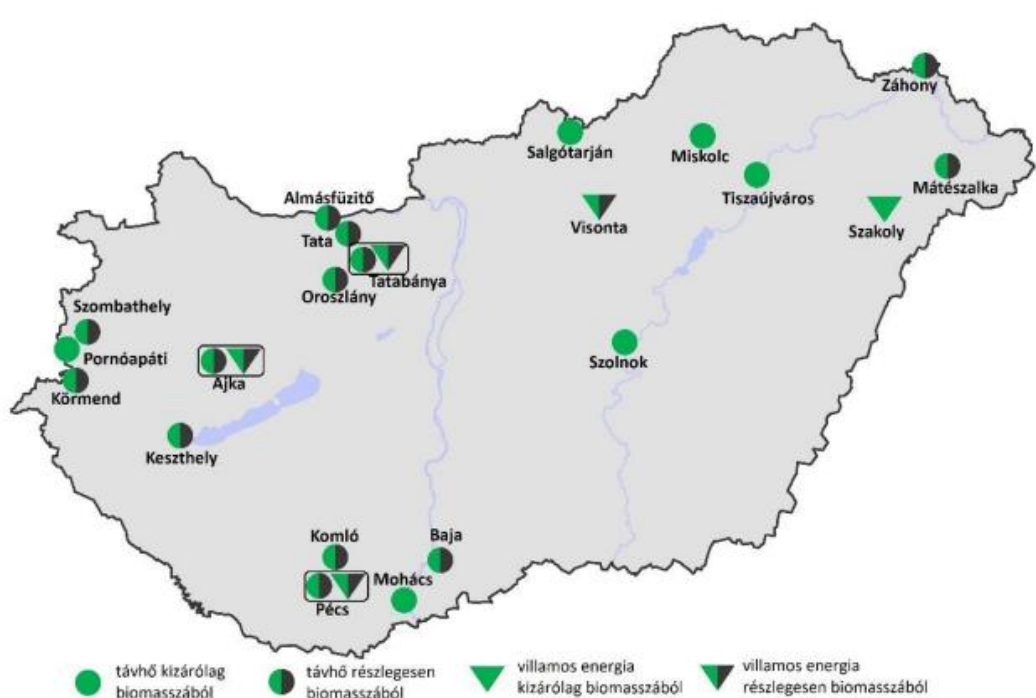 Záhony
Salgótarján
Miskolc
Tiszaújváros
Mátészalka
Almásfüzitő
Tata
Visonta
Szakoly
Tatabánya
Oroszlány
Szombathely
Pornóapáti
Szolnok
Ajka
Körmend
Keszthely
Komló
Baja
Mohács
Pécs
távhő kizárólag
biomasszából
távhő részlegesen
biomasszából
villamos energia
kizárólag biomasszából
villamos energia
részlegesen biomasszából